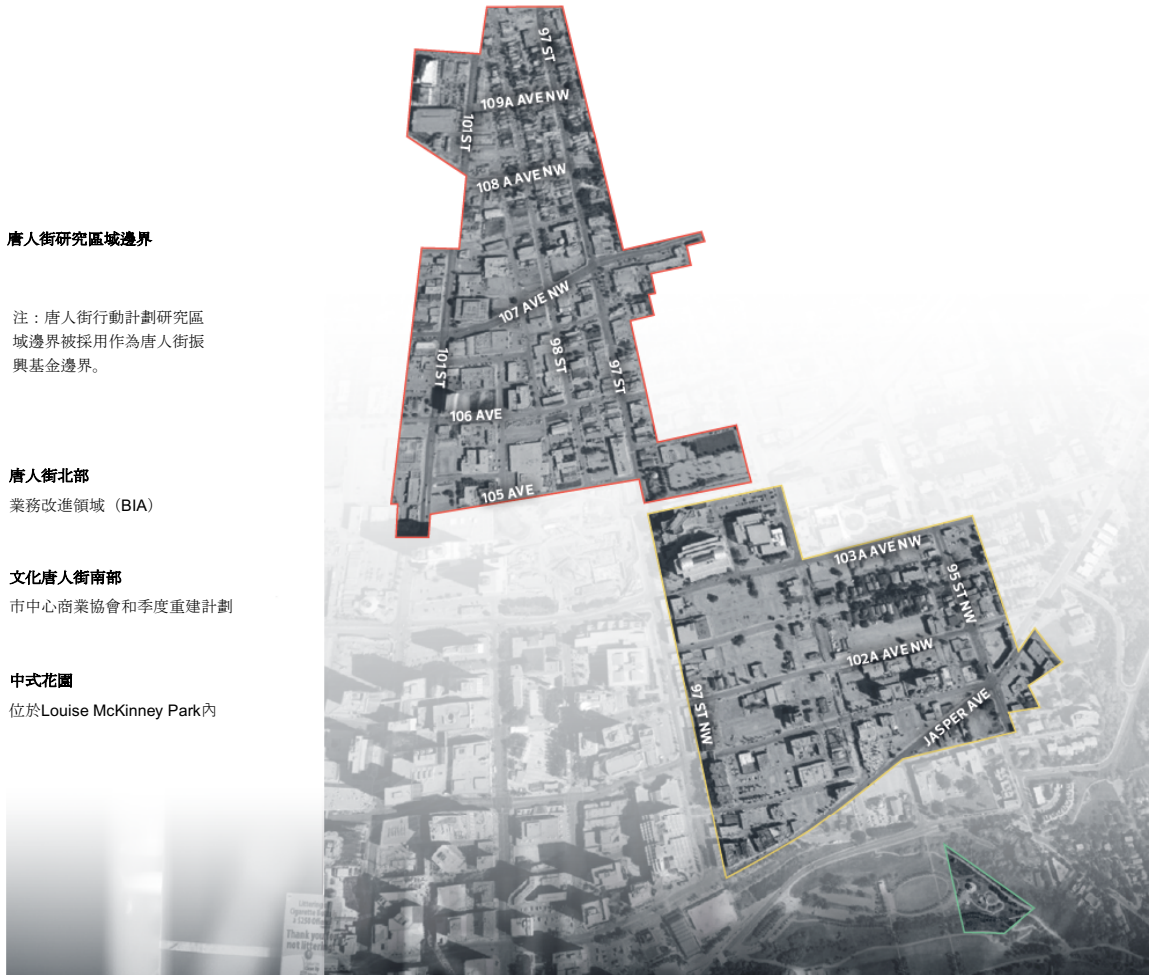 唐人街研究區域邊界
注：唐人街行動計劃研究區
域邊界被採用作為唐人街振
興基金邊界。
唐人街北部
業務改進領域（BIA）
文化唐人街南部
市中心商業協會和季度重建計劃
中式花園
位於Louise McKinney Park內
97 ST
109A AVE NW
101 ST
108 A AVE NW
107 AVE NW
98 ST
97 ST
101 ST
106 AVE
105 AVE
103A AVE NW
95 ST NW
102A AVE NW
97 ST NW
JASPER AVE
Thank you
not litter